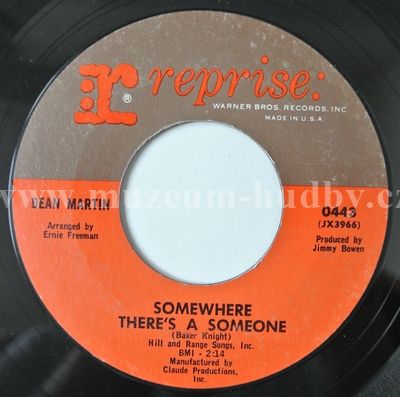 r® reprise:
WARNER BROS. RECORDS, INC
MADE IN U.S.A.
www.muzeum-hudby.cz
DEAN MARTIN
Arranged by
Ernie Freeman
0443
(JX3966)
Produced by
Jimmy Bowen
SOMEWHERE
THERE'S A SOMEONE
(Baker Knight)
Hill and Range Songs, Inc.
BMI - 2:14
Manufactured by
Claude Productions,
Inc.